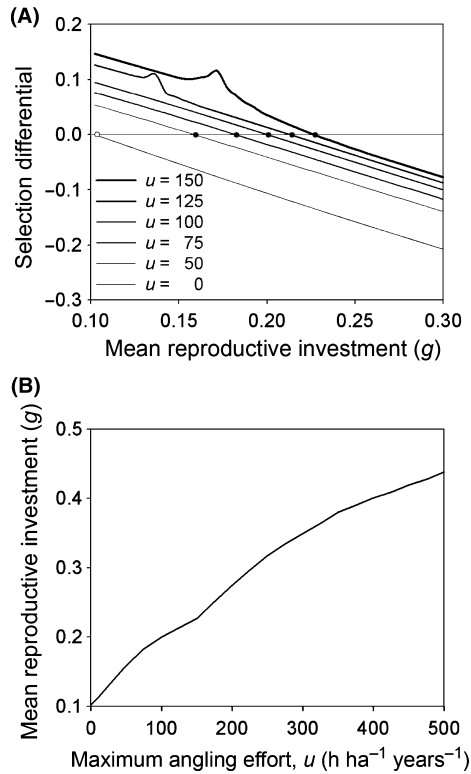 (A)
Selection differential
0.2
0.1
0.0
−0.1
−0.2
−0.3
u = 150
u = 125
u = 100
u = 75
u = 50
u = 0
0.10 0.15 0.20 0.25 0.30
Mean reproductive investment (g)
(B)
Mean reproductive investment (g)
0.5
0.4
0.3
0.2
0.1
0 100 200 300 400 500
Maximum angling effort, u (h ha⁻¹ years⁻¹)